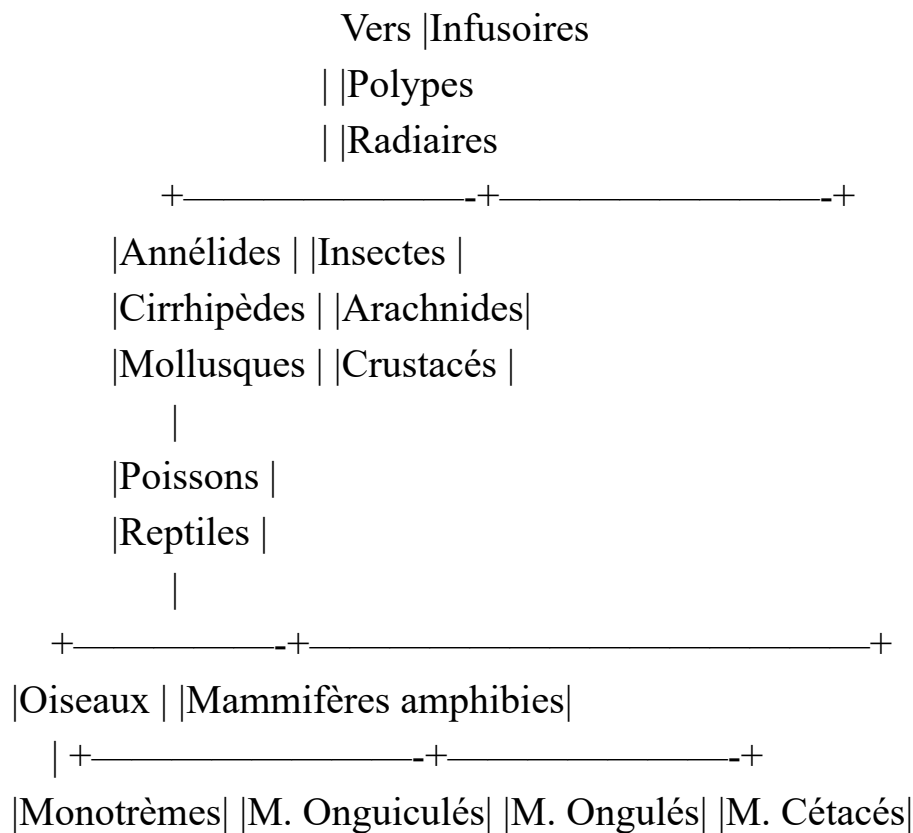 Vers |Infusoires
| |Polypes
| |Radiaires
+———————-+————————-+
|Annélides | |Insectes |
|Cirrhipèdes | |Arachnides|
|Mollusques | |Crustacés |
|
|Poissons |
|Reptiles |
|
+—————-+——————————————+
|Oiseaux | |Mammifères amphibies|
| +————————-+———————-+
|Monotrèmes| |M. Onguiculés| |M. Ongulés| |M. Cétacés|